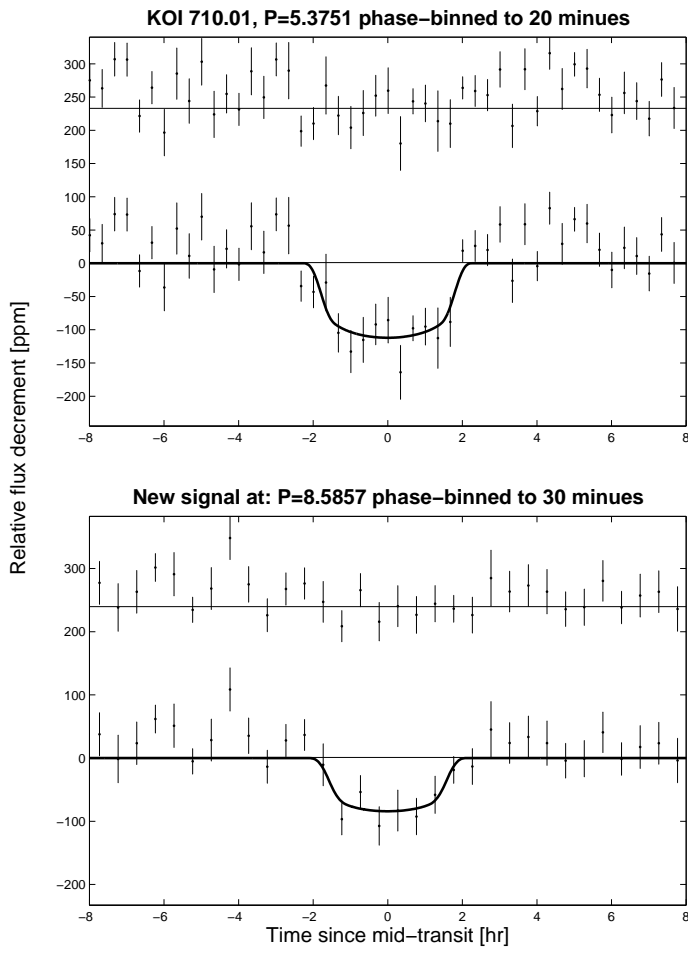 KOI 710.01, P=5.3751 phase−binned to 20 minues
300
250
200
150
100
50
0
−50
−100
−150
−200
−8 −6 −4 −2 0 2 4 6 8
Relative flux decrement [ppm]
New signal at: P=8.5857 phase−binned to 30 minues
300
200
100
0
−100
−200
−8 −6 −4 −2 0 2 4 6 8
Time since mid−transit [hr]